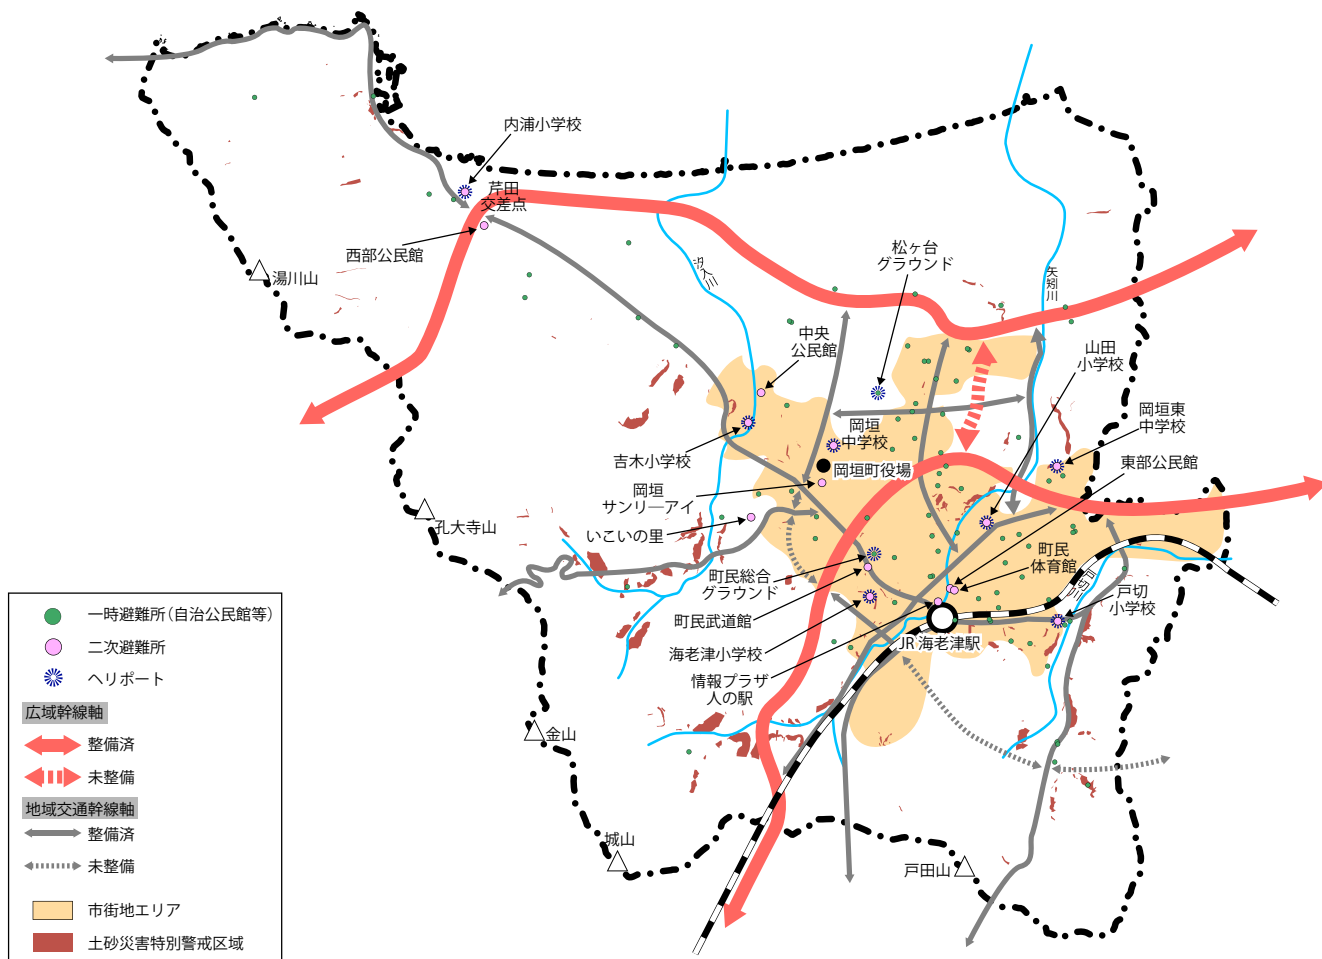 内浦小学校
芹田
交差点
西部公民館
湯川山
汐入川
松ヶ台
グラウンド
矢矧川
中央
公民館
山田
小学校
岡垣
中学校
岡垣東
中学校
吉木小学校
岡垣町役場
東部公民館
岡垣
サンリーアイ
いこいの里
孔大寺山
町民総合
グラウンド
町民
体育館
戸切川
戸切
小学校
町民武道館
海老津小学校
JR 海老津駅
情報プラザ
人の駅
金山
城山
戸田山
一時避難所（自治公民館等）
二次避難所
ヘリポート
広域幹線軸
整備済
未整備
地域交通幹線軸
整備済
未整備
市街地エリア
土砂災害特別警戒区域